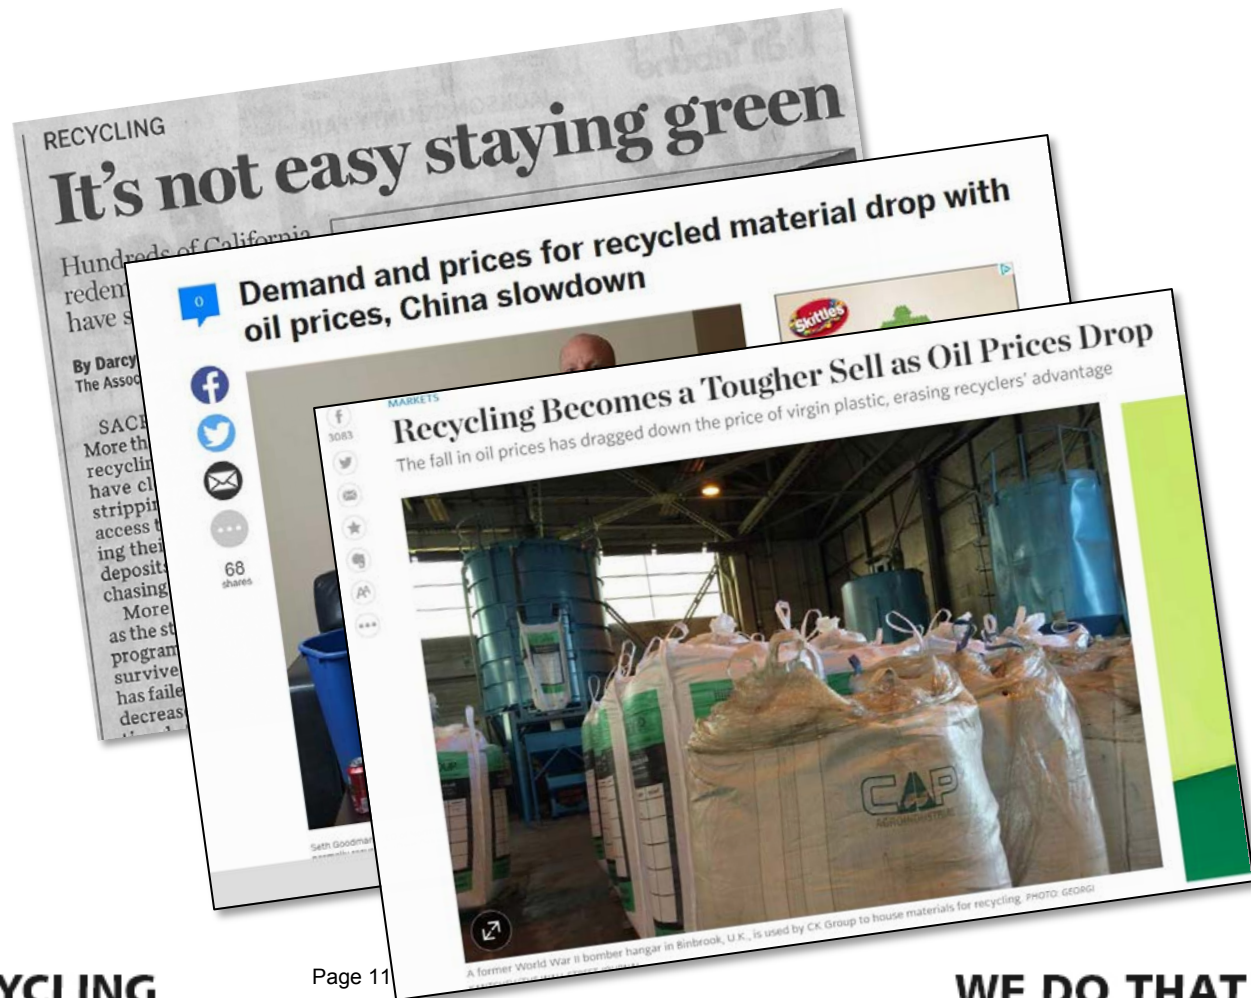 RECYCLING
It's not easy staying green
Hundreds of California
redem
have s
By Darcy
The Assoc
SAC
More th
recyclin
have cl
strippin
access t
ing thei
deposits
chasing
More
as the st
program
survive
has faile
decreas
0
Demand and prices for recycled material drop with
oil prices, China slowdown
68
shares
Skittles
Seth Goodman
MARKETS
Recycling Becomes a Tougher Sell as Oil Prices Drop
The fall in oil prices has dragged down the price of virgin plastic, erasing recyclers' advantage
3083
CAP
AGROINDUSTRIAL
A former World War II bomber hangar in Binbrook, U.K., is used by CK Group to house materials for recycling. PHOTO: GEORGI
Page 11
YCLING
WE DO THAT